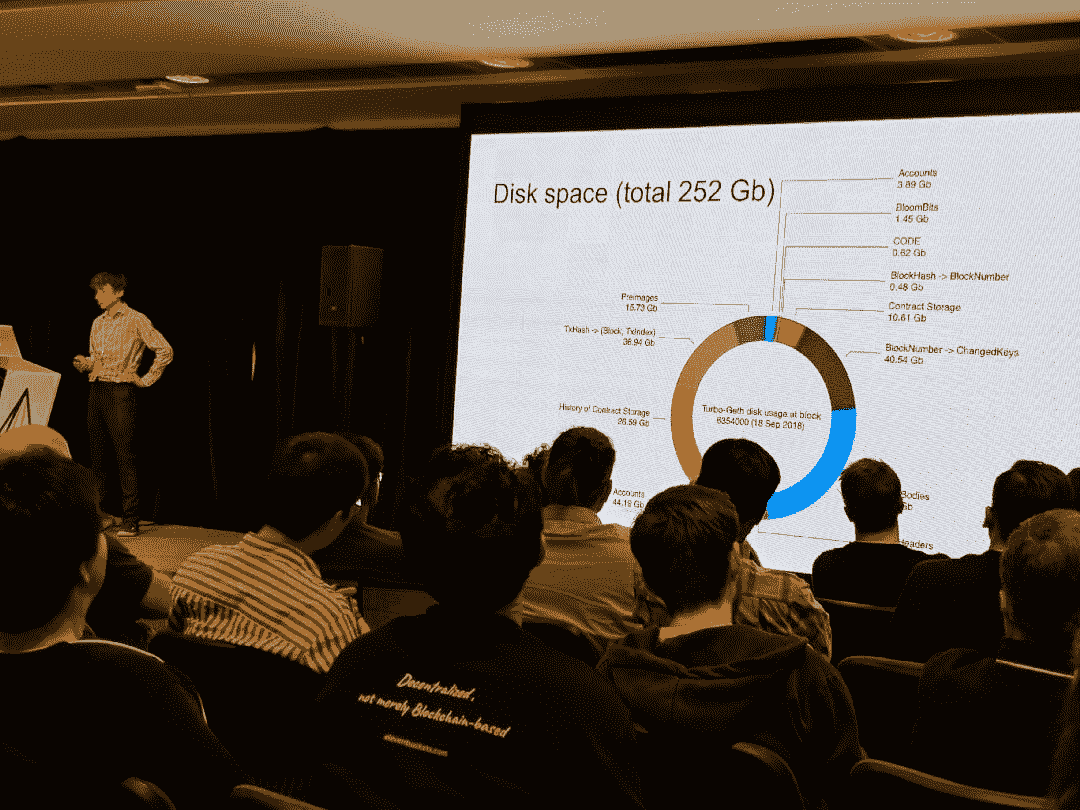 Disk space (total 252 Gb)
Accounts
3.89 Gb
BloomBits
1.45 Gb
CODE
0.62 Gb
BlockHash -> BlockNumber
0.48 Gb
Contract Storage
10.61 Gb
BlockNumber -> ChangedKeys
40.54 Gb
Preimages
15.73 Gb
TxHash -> (Block, TxIndex)
36.94 Gb
History of Contract Storage
26.59 Gb
Accounts
44.18 Gb
Turbo-Geth disk usage at block
6354000 (18 Sep 2018)
Bodies
Gb
Headers
Decentralized,
not merely Blockchain-based